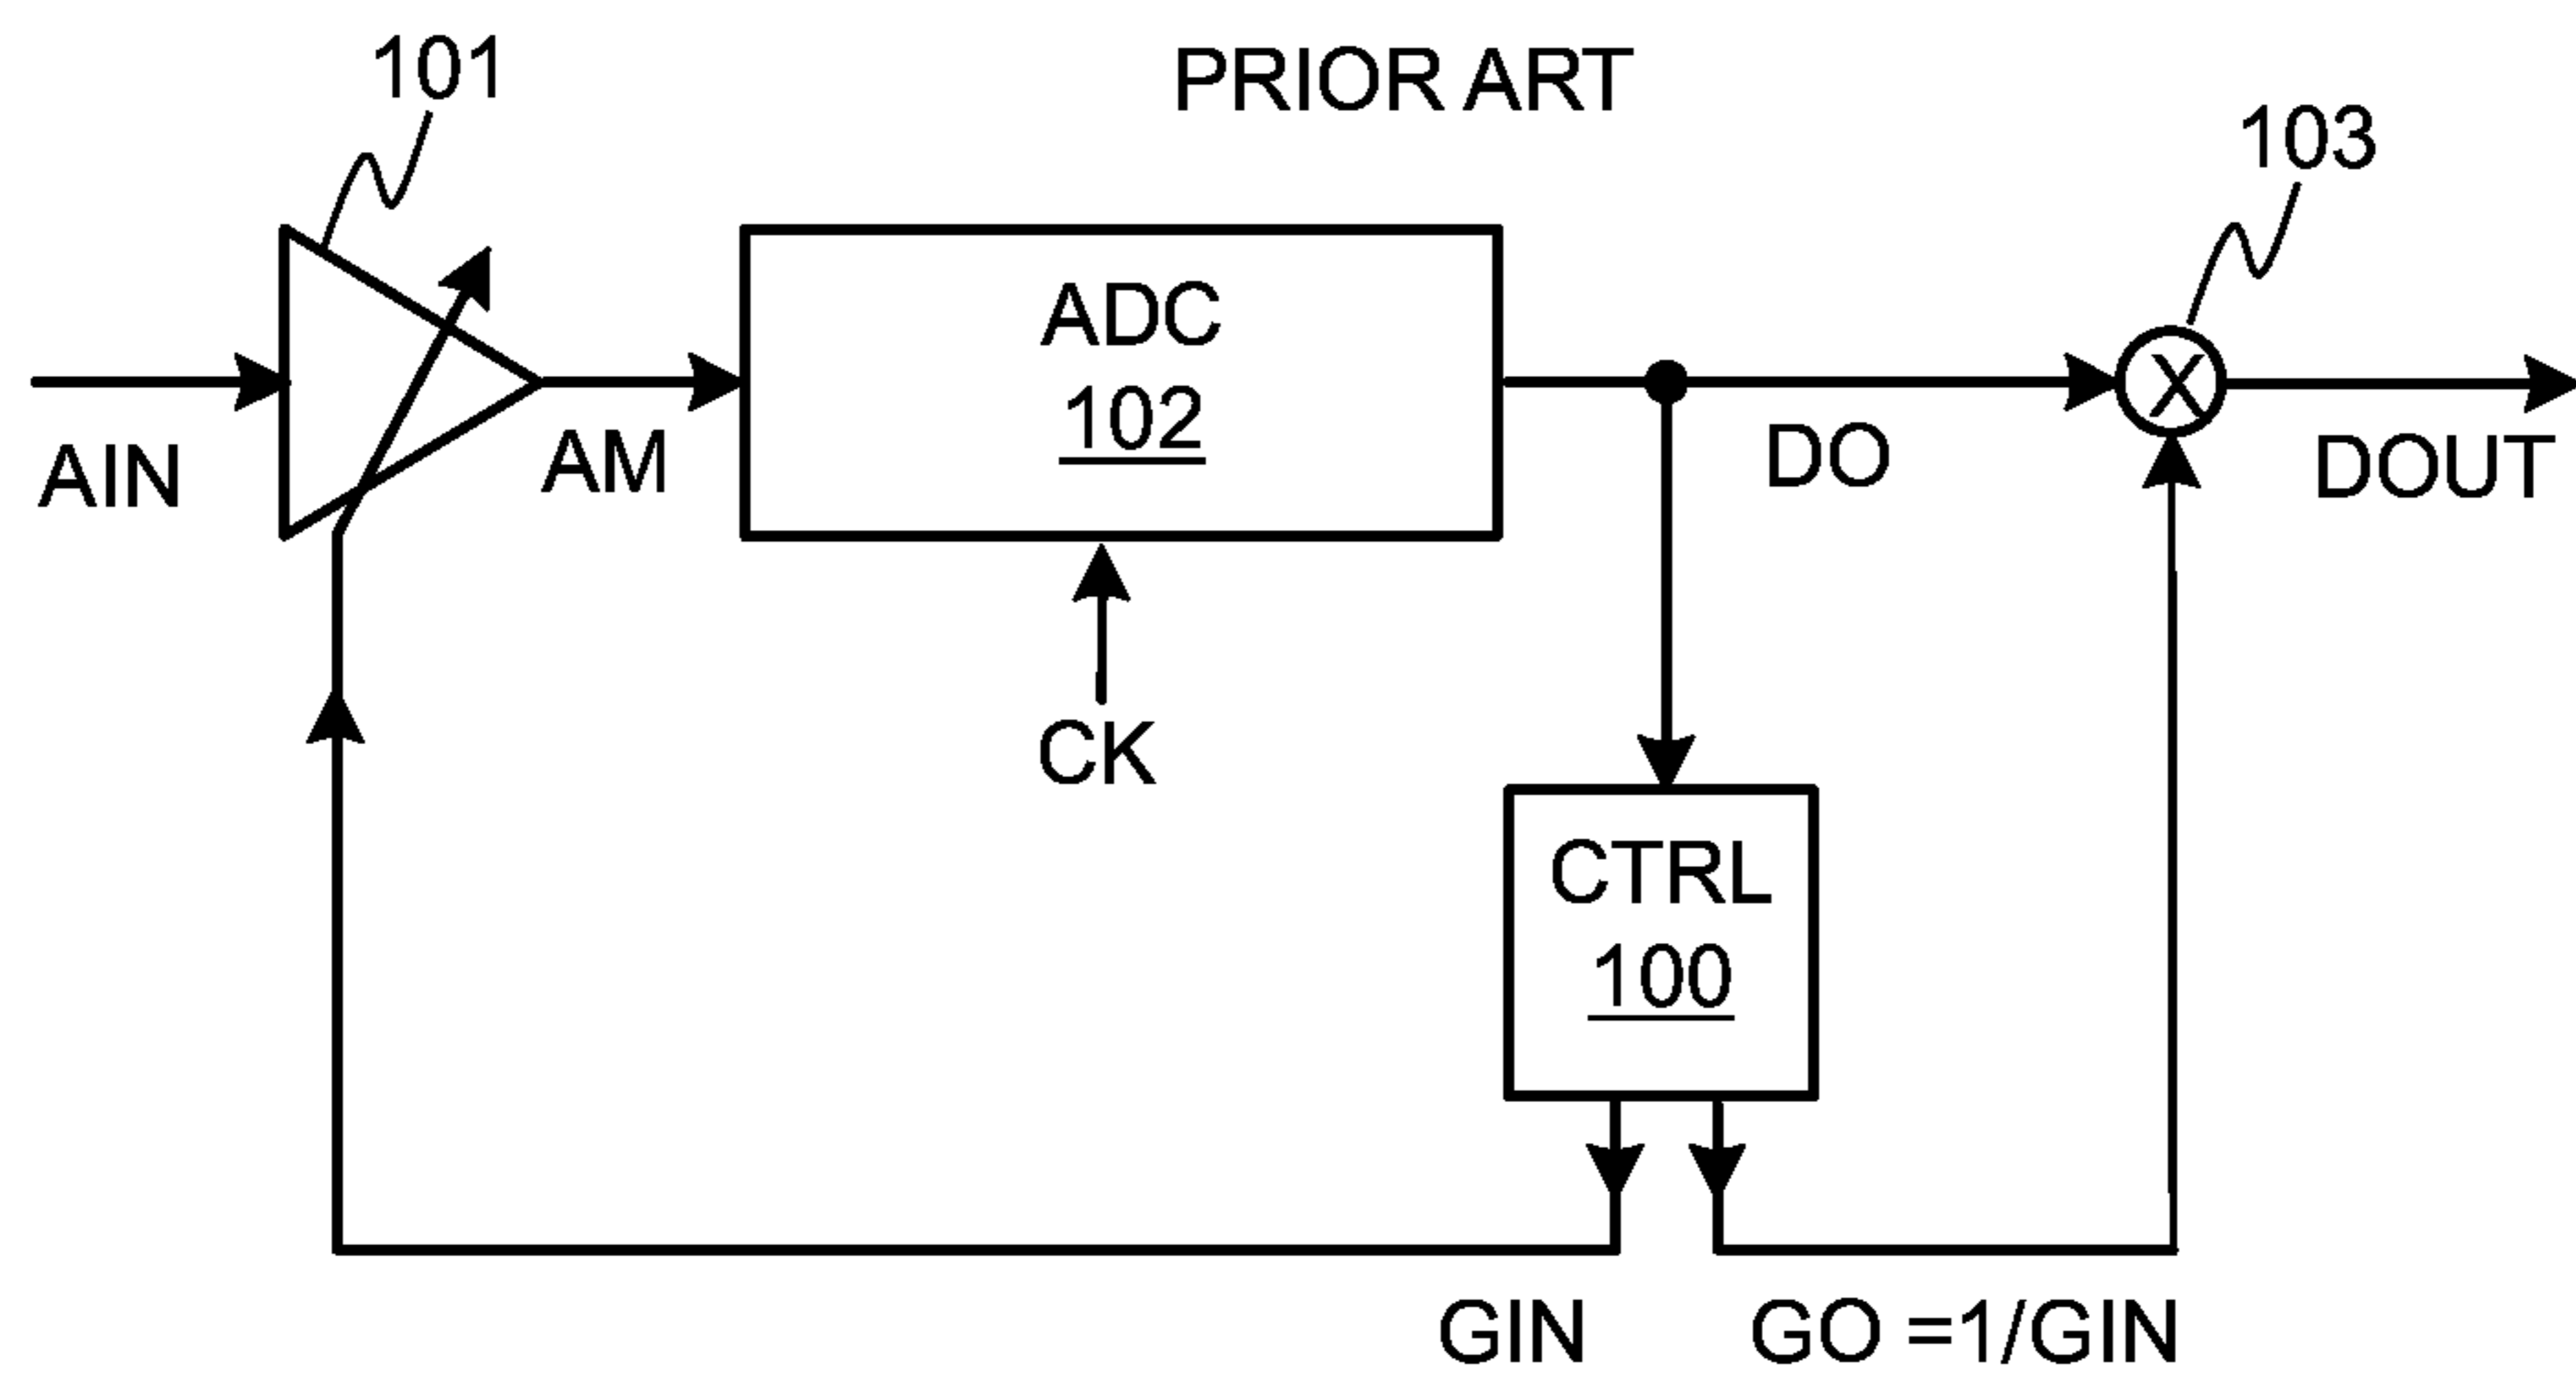 101
PRIOR ART
103
ADC
102
X
AIN
AM
DO
DOUT
CK
CTRL
100
GIN
GO =1/GIN